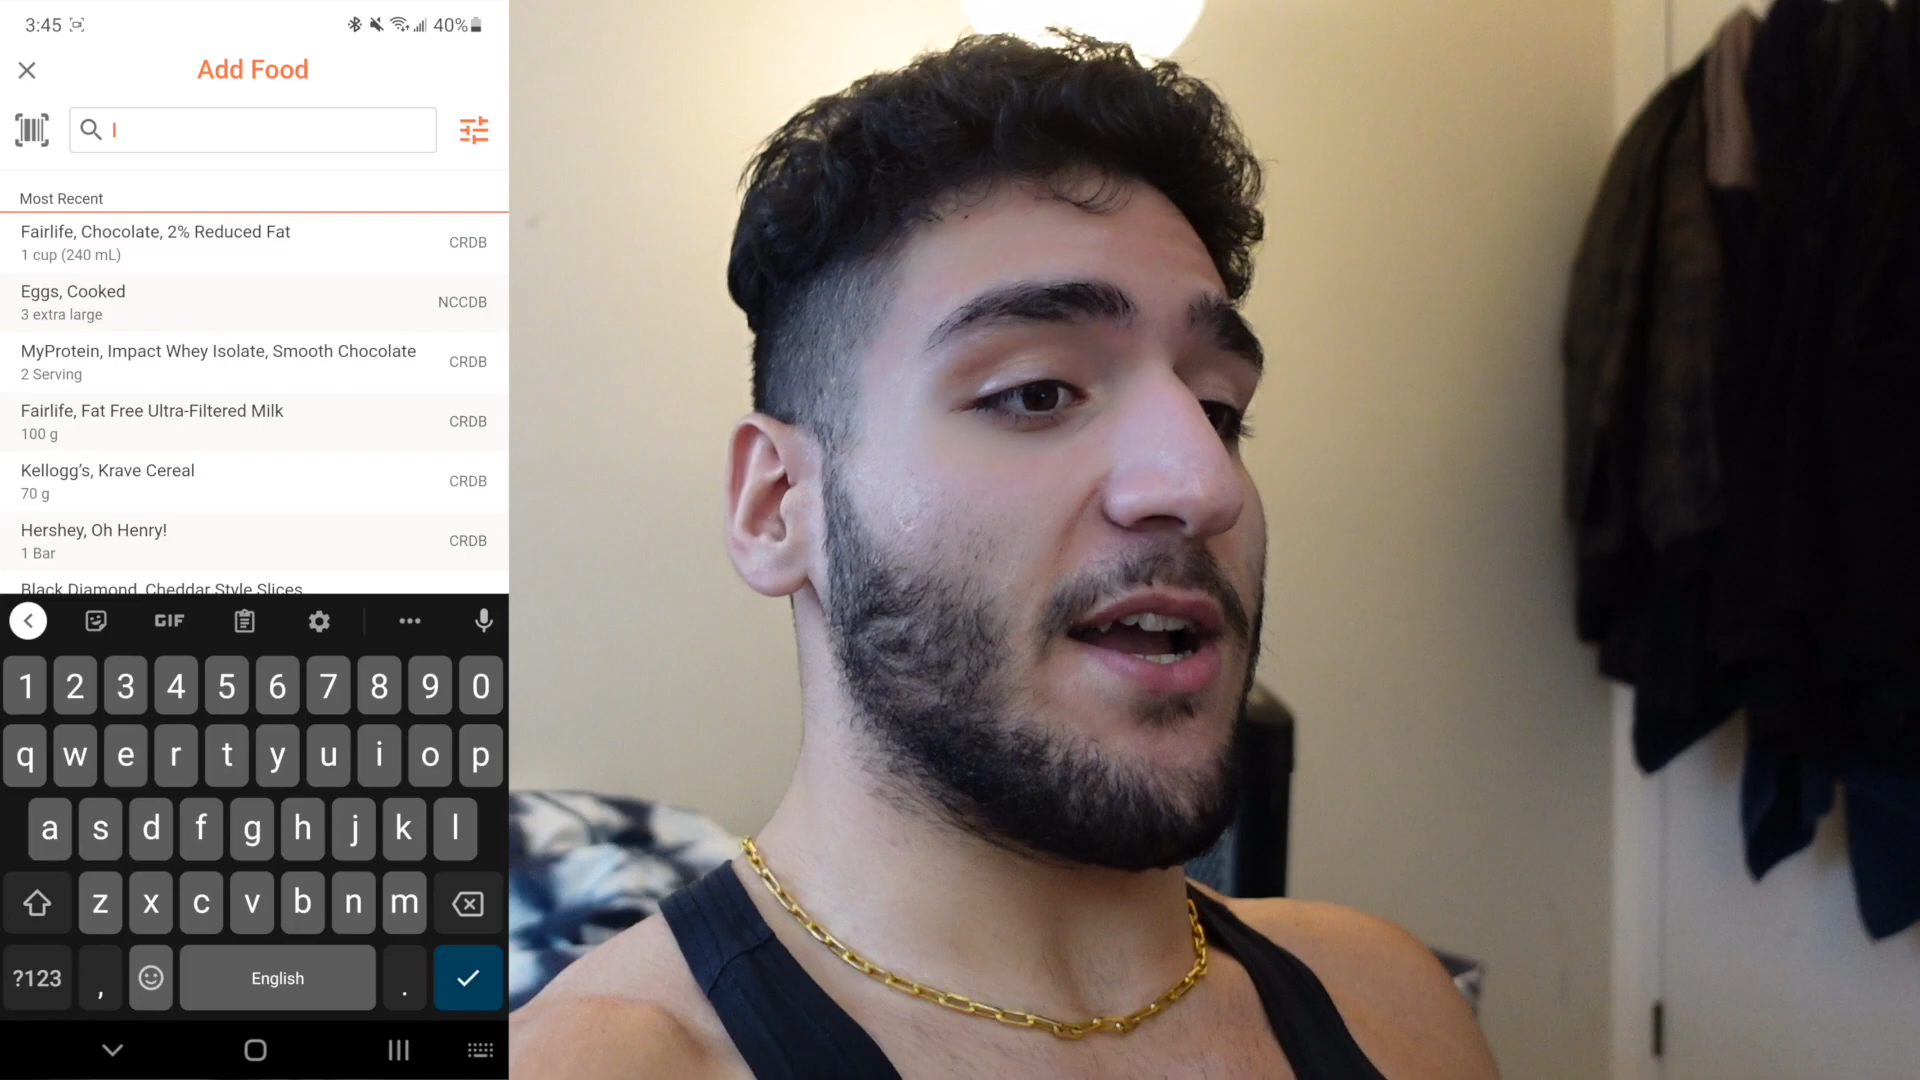 3:45 40%
Add Food
Most Recent
Fairlife, Chocolate, 2% Reduced Fat
1 cup (240 mL) CRDB
Eggs, Cooked
3 extra large NCCDB
MyProtein, Impact Whey Isolate, Smooth Chocolate
2 Serving CRDB
Fairlife, Fat Free Ultra-Filtered Milk
100 g CRDB
Kellogg's, Krave Cereal
70 g CRDB
Hershey, Oh Henry!
1 Bar CRDB
Black Diamond, Cheddar Style Slices
GIF
1 2 3 4 5 6 7 8 9 0
q w e r t y u i o p
a s d f g h j k l
z x c v b n m
?123 , English .